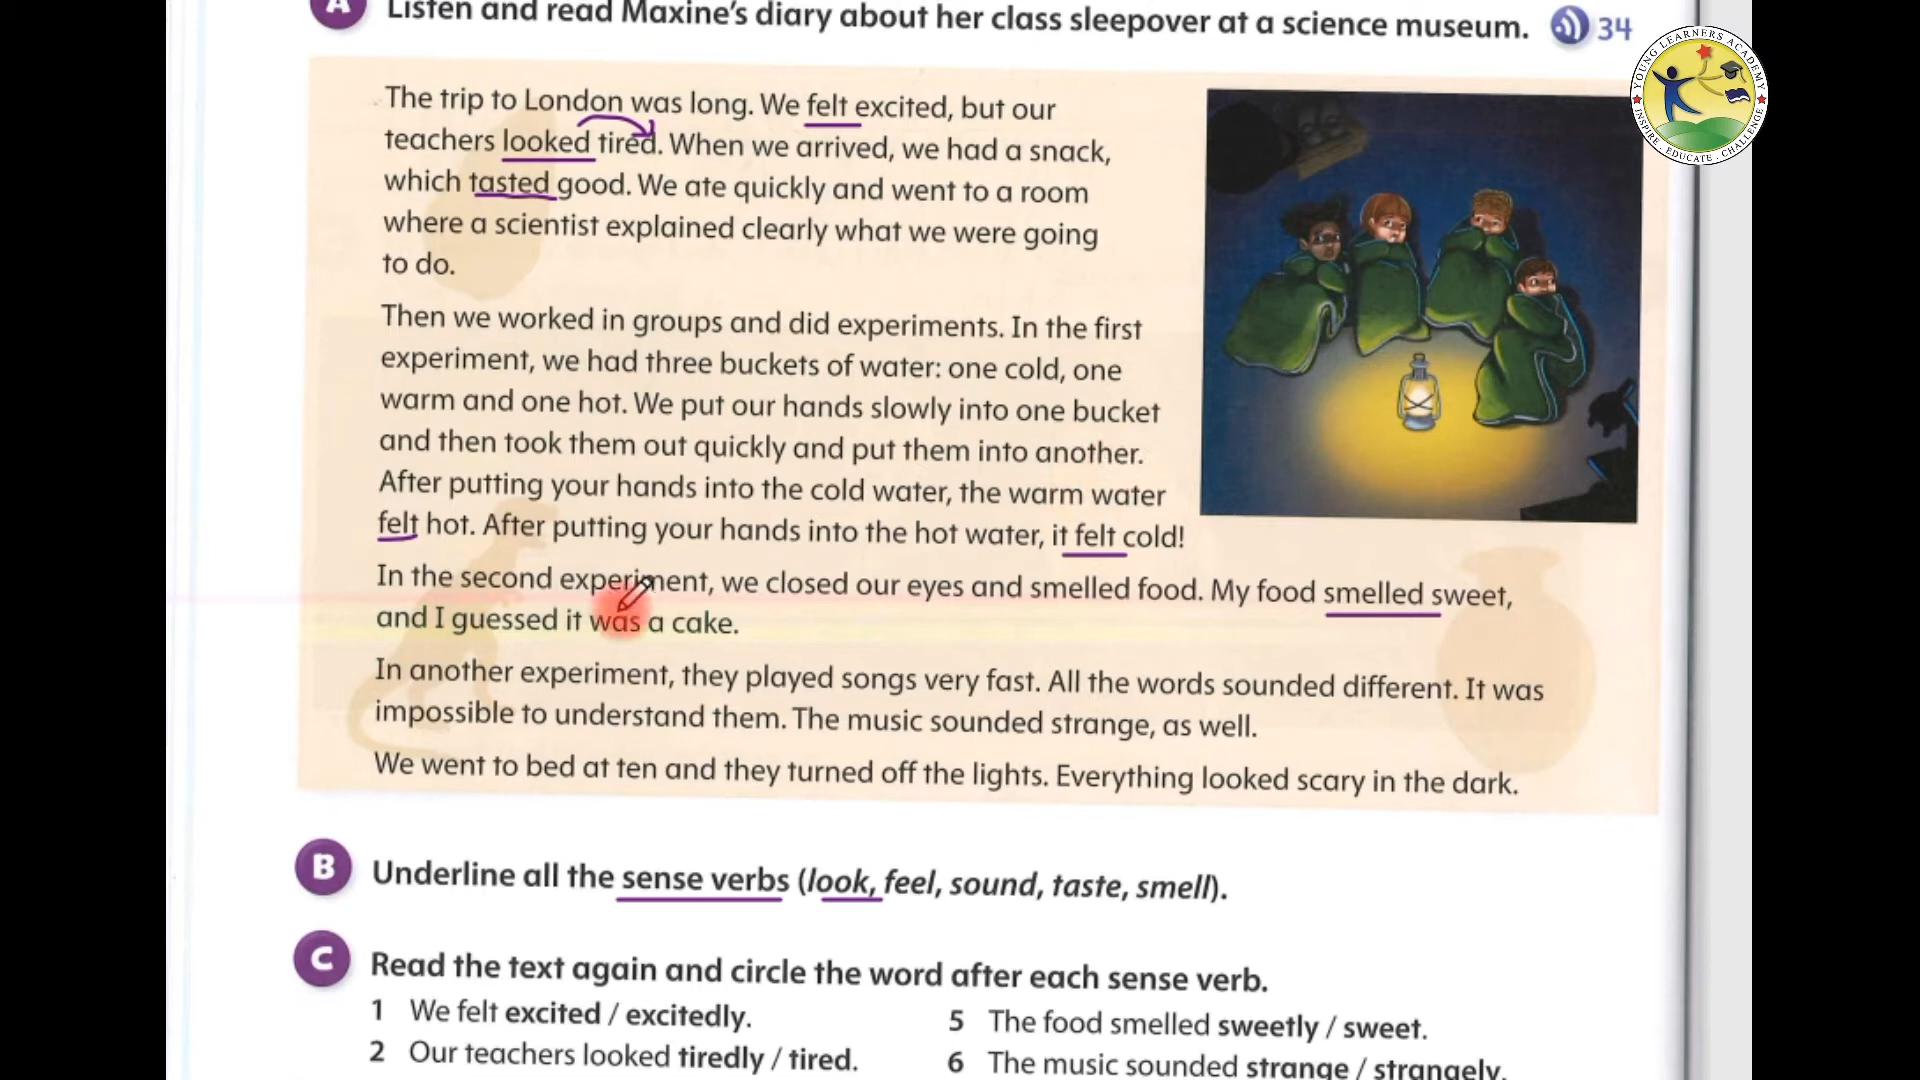 A Listen and read Maxine's diary about her class sleepover at a science museum. 34
YOUNG LEARNERS ACADEMY
INSPIRE . EDUCATE . CHALLENGE
The trip to London was long. We felt excited, but our
teachers looked tired. When we arrived, we had a snack,
which tasted good. We ate quickly and went to a room
where a scientist explained clearly what we were going
to do.
Then we worked in groups and did experiments. In the first
experiment, we had three buckets of water: one cold, one
warm and one hot. We put our hands slowly into one bucket
and then took them out quickly and put them into another.
After putting your hands into the cold water, the warm water
felt hot. After putting your hands into the hot water, it felt cold!
In the second experiment, we closed our eyes and smelled food. My food smelled sweet,
and I guessed it was a cake.
In another experiment, they played songs very fast. All the words sounded different. It was
impossible to understand them. The music sounded strange, as well.
We went to bed at ten and they turned off the lights. Everything looked scary in the dark.
B Underline all the sense verbs (look, feel, sound, taste, smell).
C Read the text again and circle the word after each sense verb.
1 We felt excited / excitedly.
2 Our teachers looked tiredly / tired.
5 The food smelled sweetly / sweet.
6 The music sounded strange / strangely.